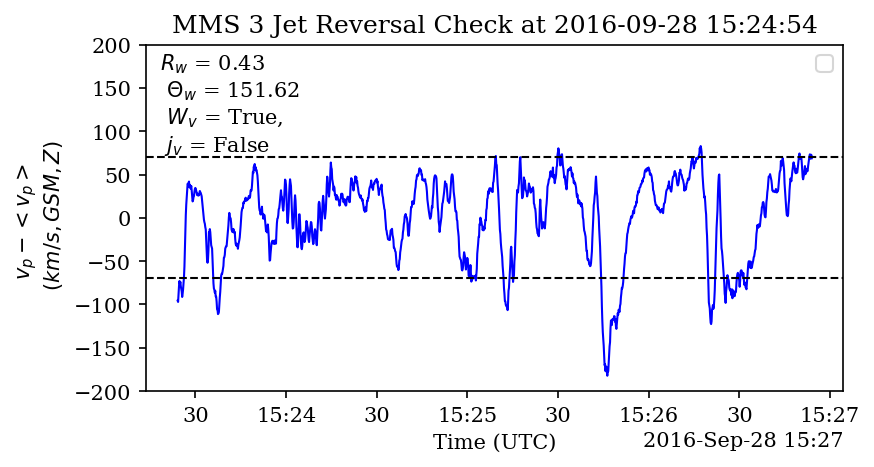 MMS 3 Jet Reversal Check at 2016-09-28 15:24:54
R_w = 0.43
Θ_w = 151.62
W_v = True,
j_v = False
200
150
100
50
0
−50
−100
−150
−200
v_p − < v_p >
(km/s, GSM, Z)
30 15:24 30 15:25 30 15:26 30 15:27
Time (UTC)
2016-Sep-28 15:27